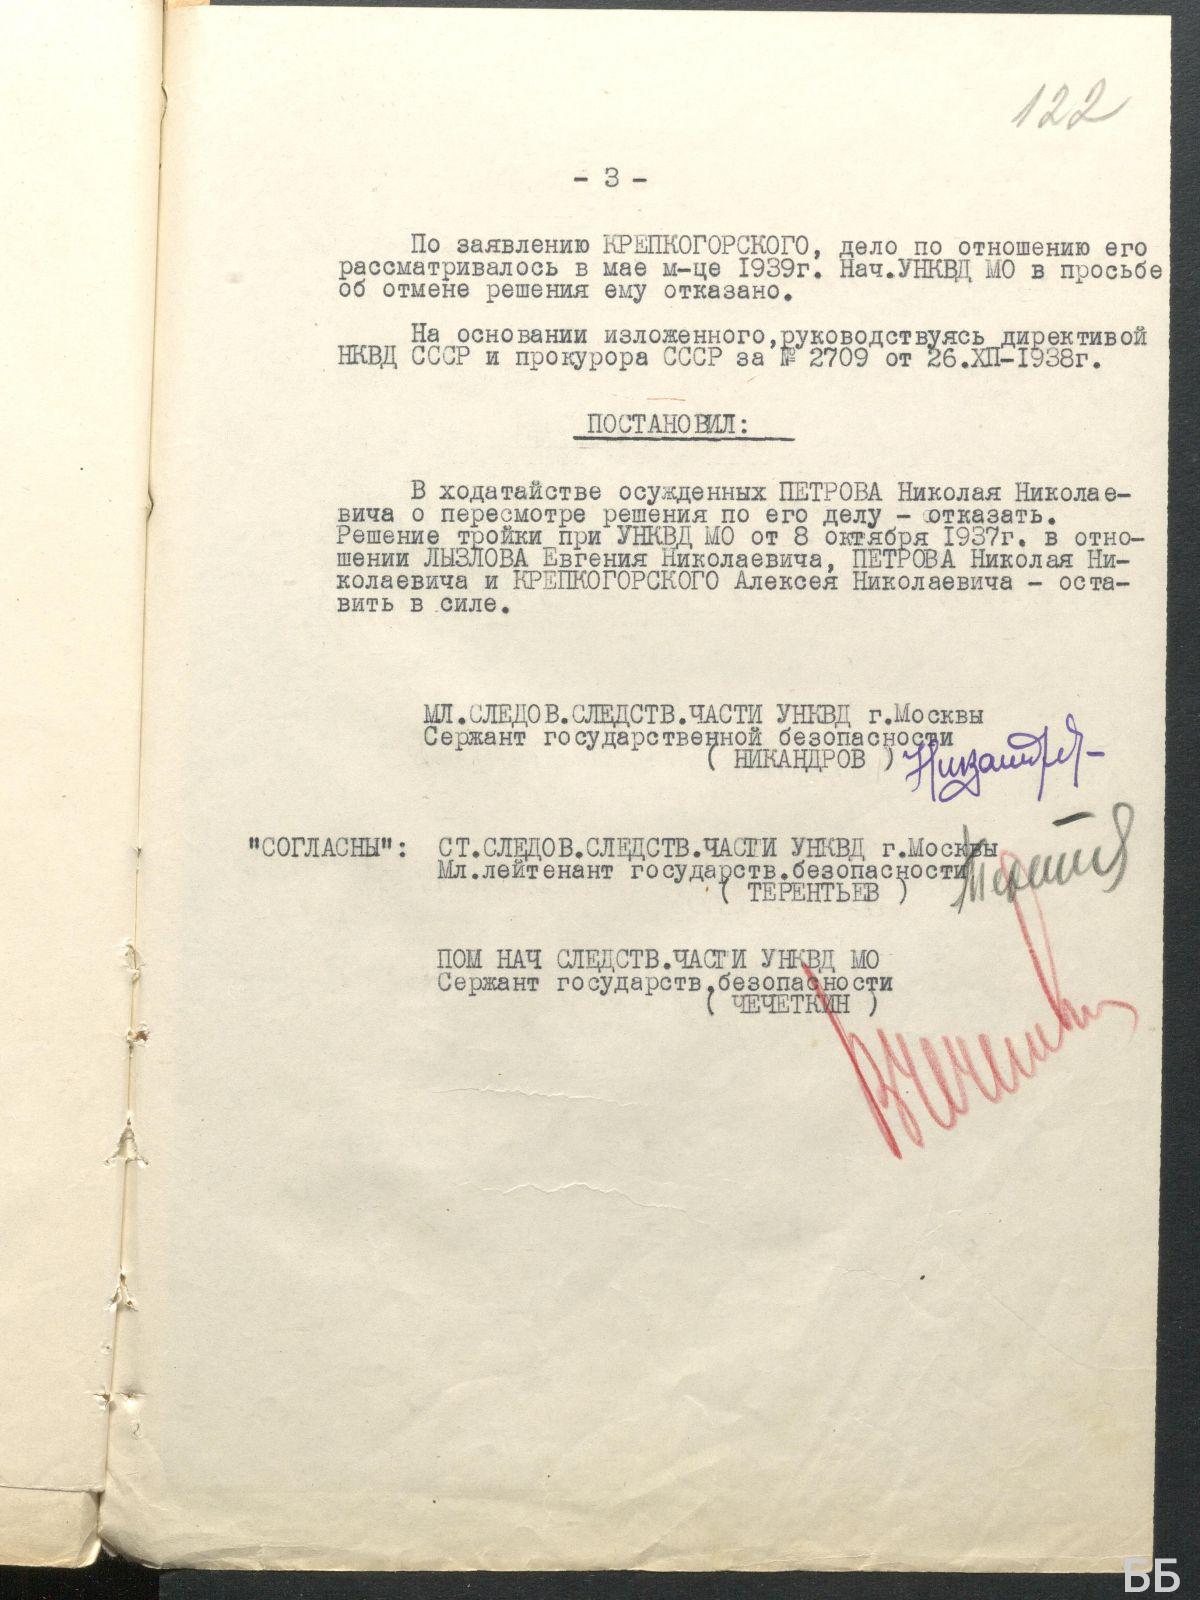 122
- 3 -
По заявлению КРЕПКОГОРСКОГО, дело по отношению его
рассматривалось в мае м-це 1939г. Нач.УНКВД МО в просьбе
об отмене решения ему отказано.
На основании изложенного,руководствуясь директивой
НКВД СССР и прокурора СССР за № 2709 от 26.XII-1938г.
ПОСТАНОВИЛ:
В ходатайстве осужденных ПЕТРОВА Николая Николае-
вича о пересмотре решения по его делу - отказать.
Решение тройки при УНКВД МО от 8 октября 1937г. в отно-
шении ЛЫЗЛОВА Евгения Николаевича, ПЕТРОВА Николая Ни-
колаевича и КРЕПКОГОРСКОГО Алексея Николаевича - оста-
вить в силе.
МЛ.СЛЕДОВ.СЛЕДСТВ.ЧАСТИ УНКВД г.Москвы
Сержант государственной безопасности
( НИКАНДРОВ )
"СОГЛАСНЫ": СТ.СЛЕДОВ.СЛЕДСТВ.ЧАСТИ УНКВД г.Москвы
Мл.лейтенант государств.безопасности
( ТЕРЕНТЬЕВ )
ПОМ НАЧ СЛЕДСТВ.ЧАСТИ УНКВД МО
Сержант государств.безопасности
( ЧЕЧЕТКИН )
ББ